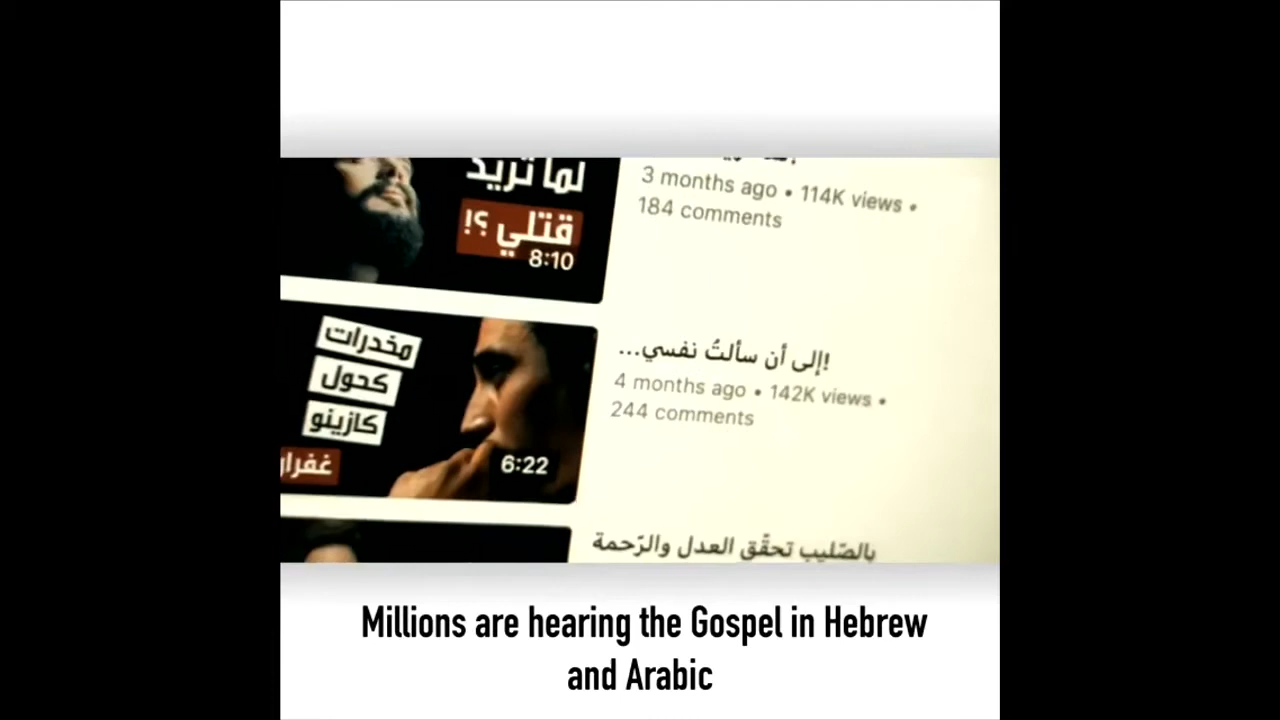 لما تريد
قتلي ؟!
8:10
3 months ago • 114K views •
184 comments
مخدرات
كحول
كازينو
6:22
إلى أن سألتُ نفسي...!
4 months ago • 142K views •
244 comments
بالصّليب تحقّق العدل والرّحمة
Millions are hearing the Gospel in Hebrew
and Arabic